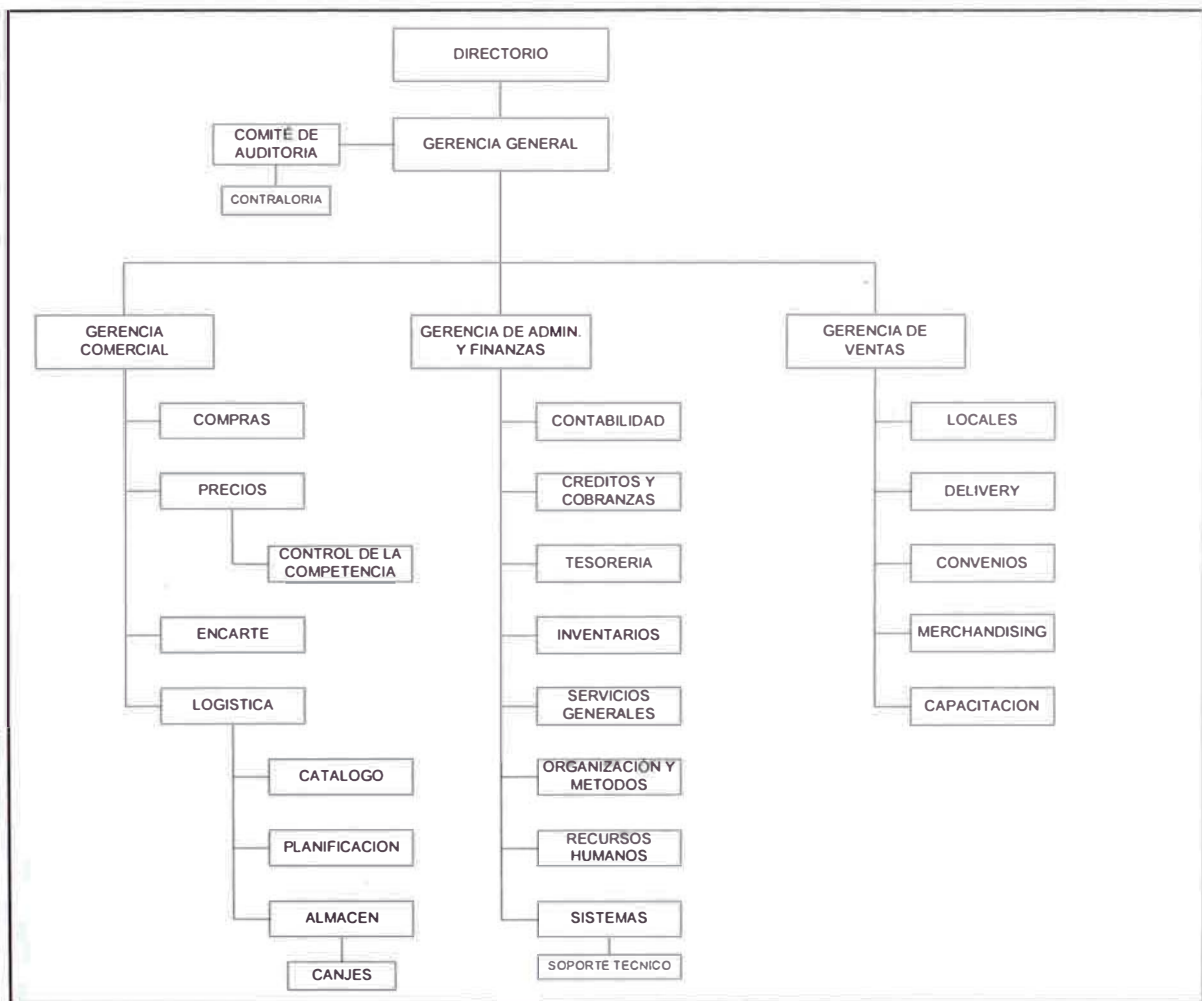 DIRECTORIO
COMITÉ DE
AUDITORIA
GERENCIA GENERAL
CONTRALORIA
GERENCIA
COMERCIAL
COMPRAS
PRECIOS
CONTROL DE LA
COMPETENCIA
ENCARTE
LOGISTICA
CATALOGO
PLANIFICACION
ALMACEN
CANJES
GERENCIA DE ADMIN.
Y FINANZAS
CONTABILIDAD
CREDITOS Y
COBRANZAS
TESORERIA
INVENTARIOS
SERVICIOS
GENERALES
ORGANIZACIÓN Y
METODOS
RECURSOS
HUMANOS
SISTEMAS
SOPORTE TECNICO
GERENCIA DE
VENTAS
LOCALES
DELIVERY
CONVENIOS
MERCHANDISING
CAPACITACION